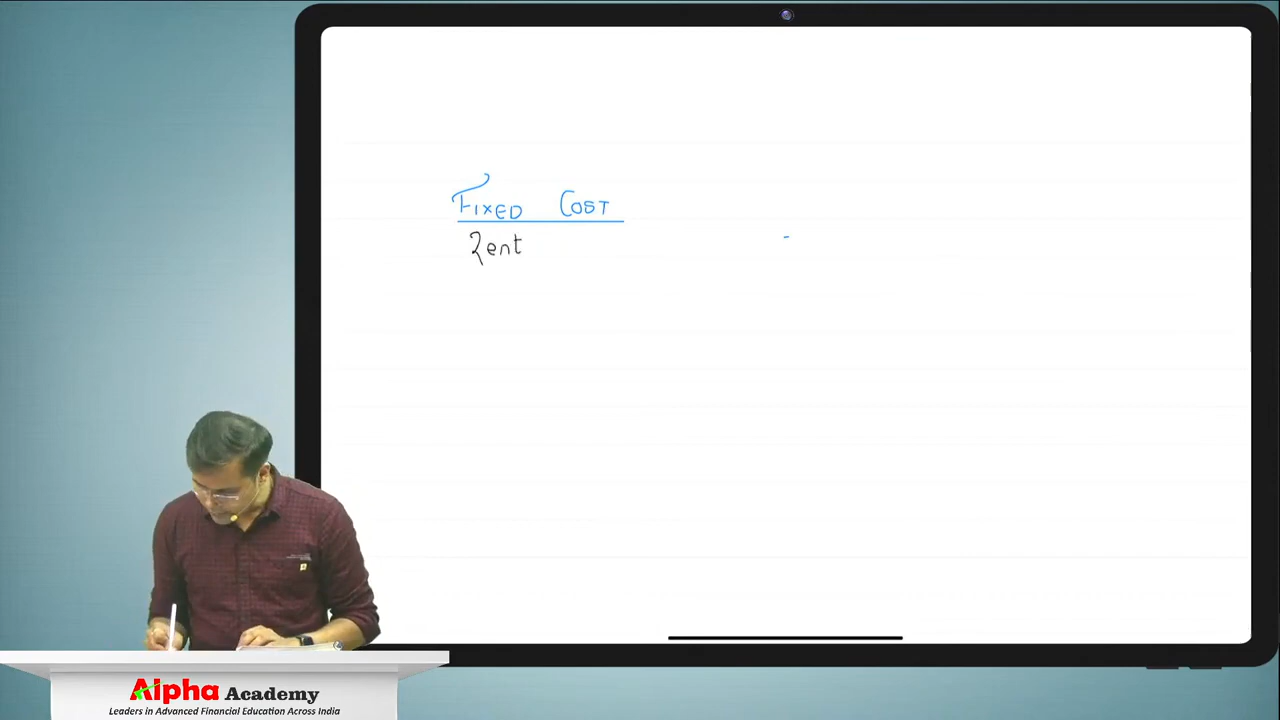 FIXED COST
Rent
Alpha Academy
Leaders in Advanced Financial Education Across India